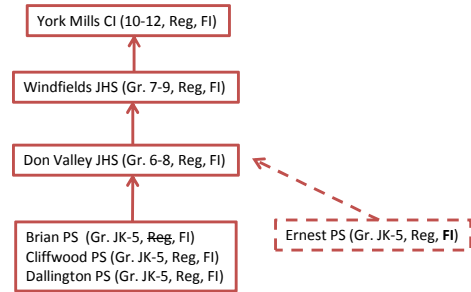 York Mills CI (10-12, Reg, FI)
Windfields JHS (Gr. 7-9, Reg, FI)
Don Valley JHS (Gr. 6-8, Reg, FI)
Brian PS (Gr. JK-5, Reg, FI)
Cliffwood PS (Gr. JK-5, Reg, FI)
Dallington PS (Gr. JK-5, Reg, FI)
Ernest PS (Gr. JK-5, Reg, FI)